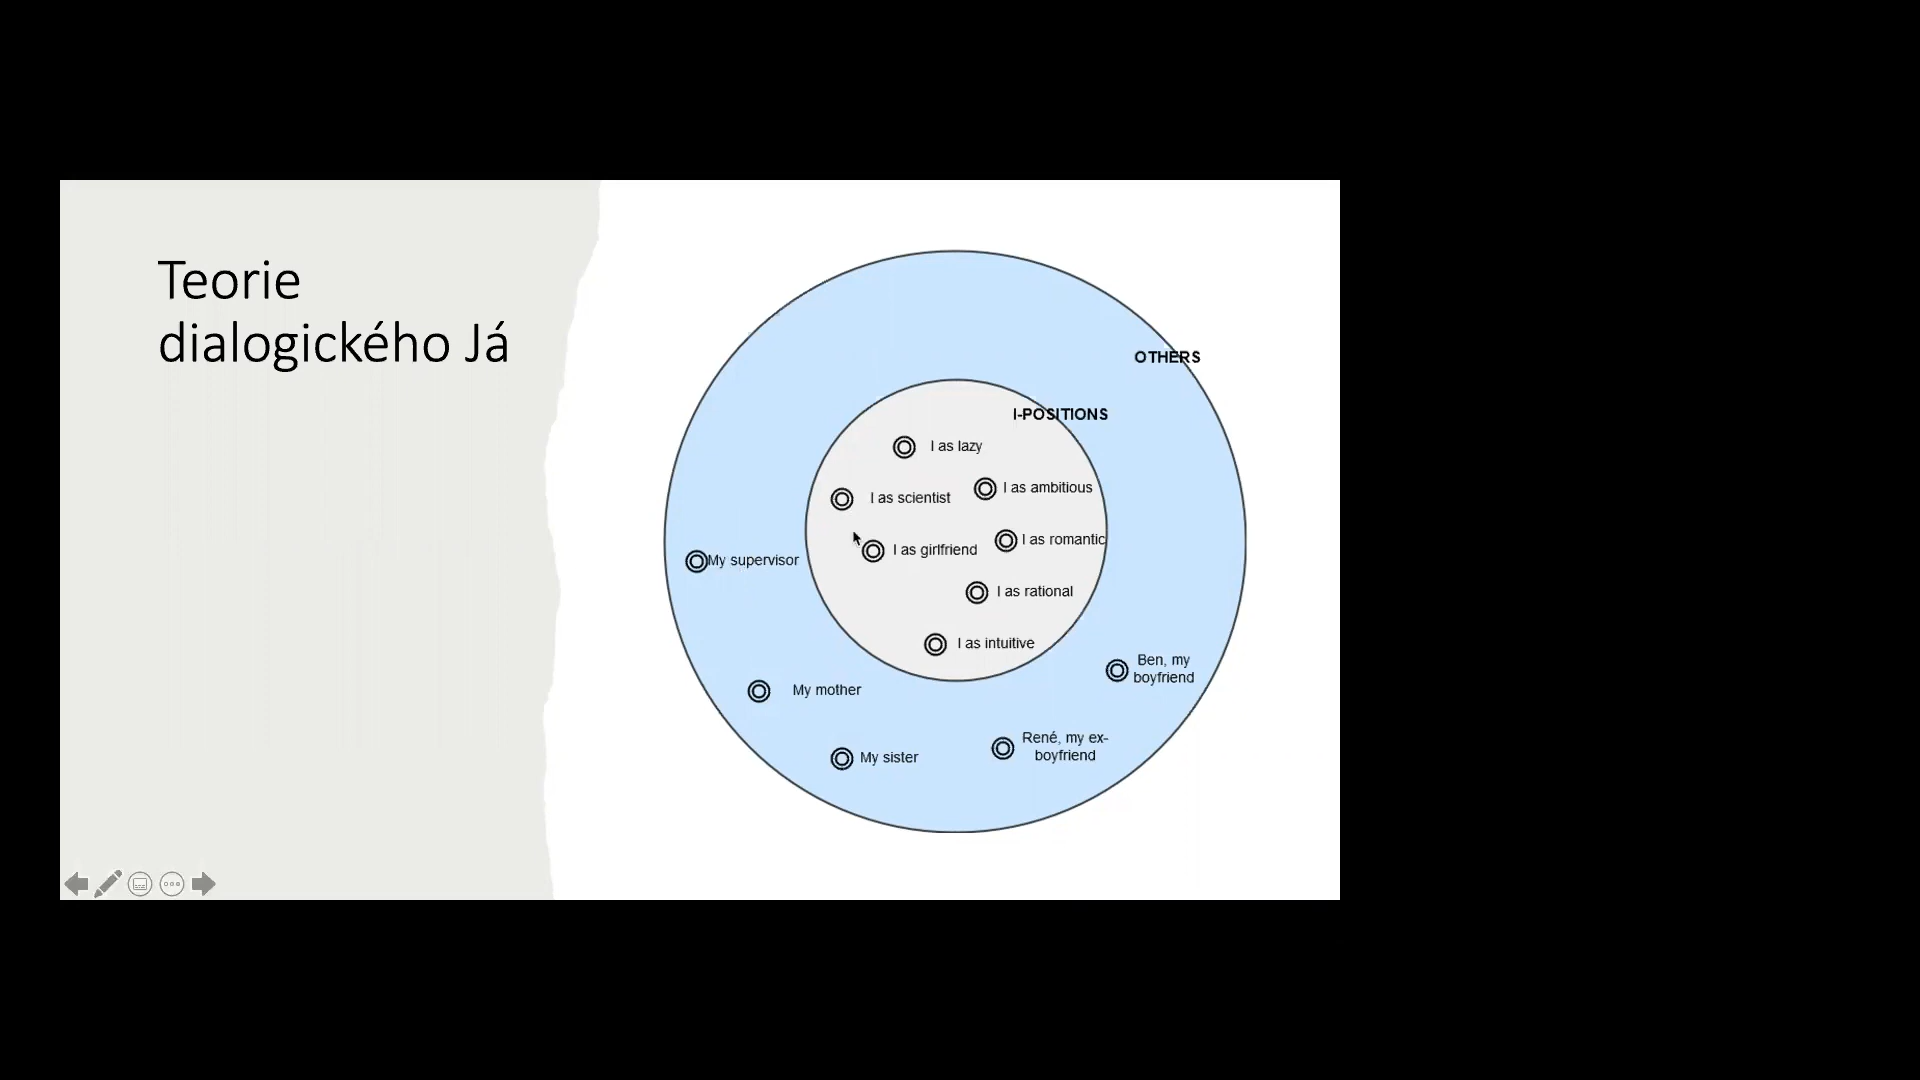 Teorie
dialogického Já
OTHERS
I-POSITIONS
I as lazy
I as ambitious
I as scientist
I as romantic
I as girlfriend
My supervisor
I as rational
I as intuitive
Ben, my
boyfriend
My mother
René, my ex-
boyfriend
My sister